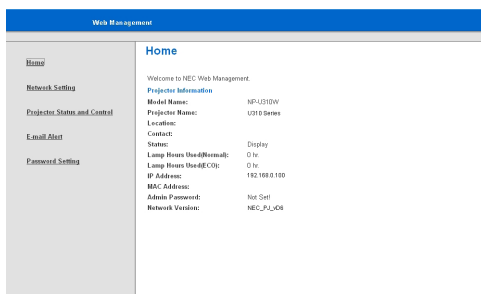 Web Management
Home
Home
Network Setting
Projector Status and Control
E-mail Alert
Password Setting
Welcome to NEC Web Management.
Projector Information
Model Name: NP-U310W
Projector Name: U310 Series
Location:
Contact:
Status: Display
Lamp Hours Used(Normal): 0 hr.
Lamp Hours Used(ECO): 0 hr.
IP Address: 192.168.0.100
MAC Address:
Admin Password: Not Set!
Network Version: NEC_PJ_vD6